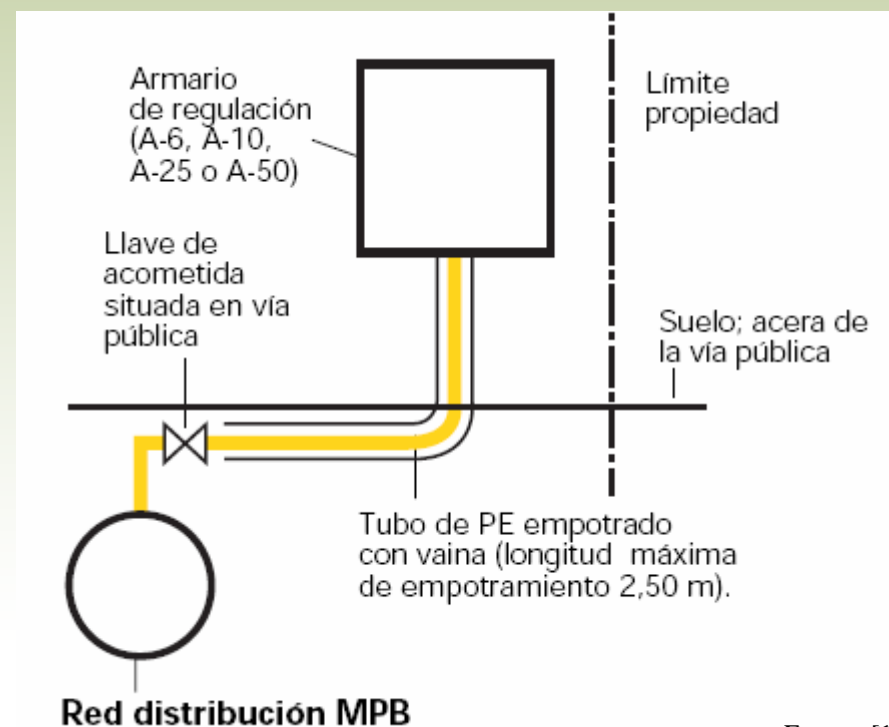 Armario
de regulación
(A-6, A-10,
A-25 o A-50)
Límite
propiedad
Llave de
acometida
situada en vía
pública
Suelo; acera de
la vía pública
Tubo de PE empotrado
con vaina (longitud máxima
de empotramiento 2,50 m).
Red distribución MPB